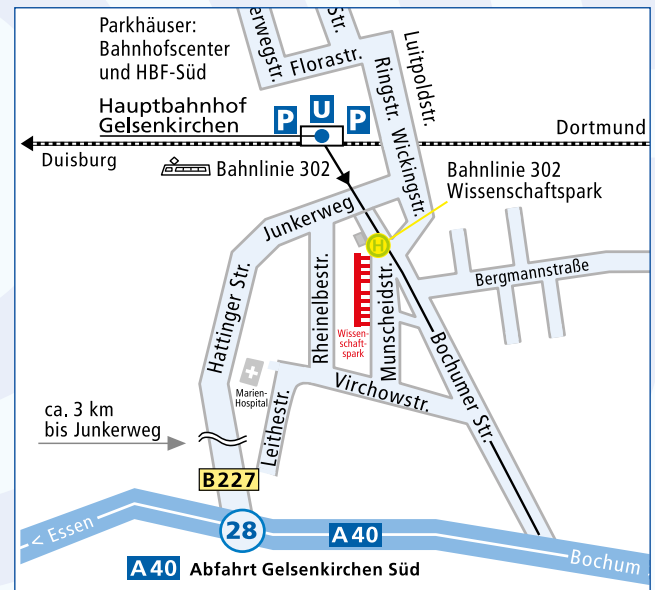 Parkhäuser:
Bahnhofscenter
und HBF-Süd
erwegstr.
Florastr.
Ringstr.
Luitpoldstr.
Wickingstr.
Hauptbahnhof
Gelsenkirchen
P
U
P
Dortmund
Duisburg
Bahnlinie 302
Bahnlinie 302
Wissenschaftspark
Junkerweg
H
Hattinger Str.
Rheinelbestr.
Munscheidstr.
Bergmannstraße
Wissen-
schaft-
spark
Bochumer Str.
Marien-
Hospital
Virchowstr.
Leithestr.
ca. 3 km
bis Junkerweg
B227
< Essen
28
A 40
Bochum
A 40 Abfahrt Gelsenkirchen Süd